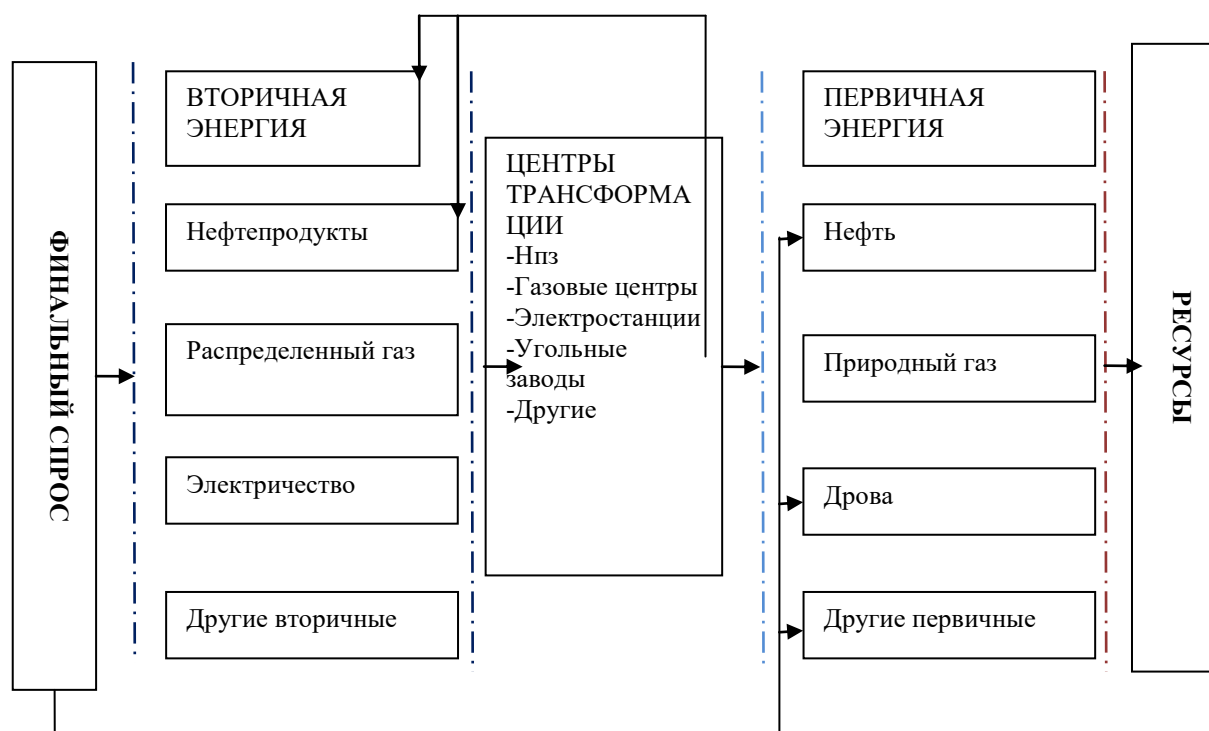 ФИНАЛЬНЫЙ СПРОС
ВТОРИЧНАЯ
ЭНЕРГИЯ
Нефтепродукты
Распределенный газ
Электричество
Другие вторичные
ЦЕНТРЫ
ТРАНСФОРМА
ЦИИ
-Нпз
-Газовые центры
-Электростанции
-Угольные
заводы
-Другие
ПЕРВИЧНАЯ
ЭНЕРГИЯ
Нефть
Природный газ
Дрова
Другие первичные
РЕСУРСЫ